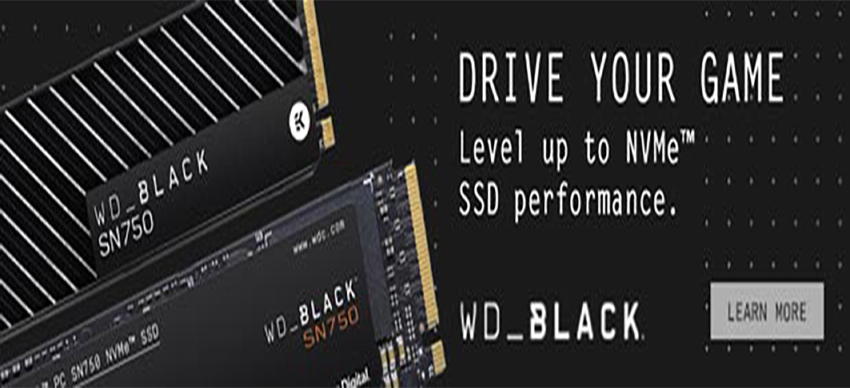 WD_BLACK
SN750
www.wdc.com
WD_BLACK
SN750
PC SN750 NVMe™ SSD
Digital
DRIVE YOUR GAME
Level up to NVMe™
SSD performance.
WD_BLACK
LEARN MORE